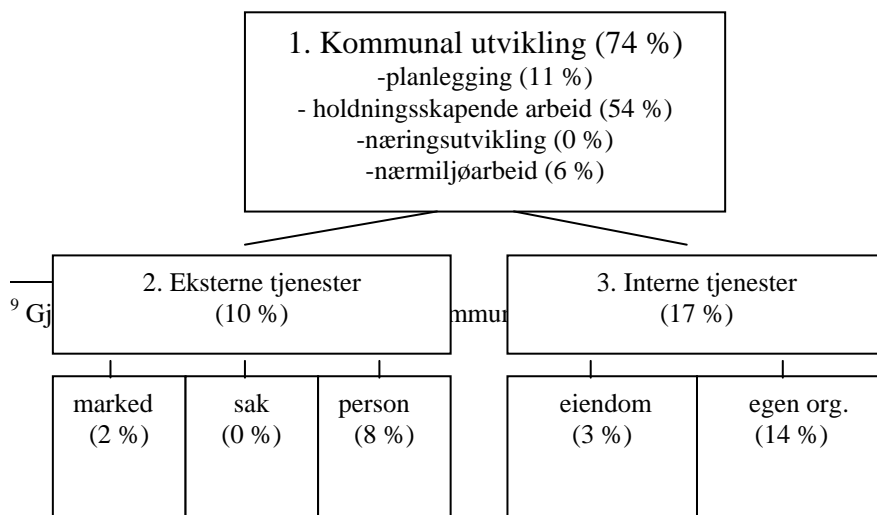 1. Kommunal utvikling (74 %)
-planlegging (11 %)
- holdningsskapende arbeid (54 %)
-næringsutvikling (0 %)
-nærmiljøarbeid (6 %)
2. Eksterne tjenester
(10 %)
3. Interne tjenester
(17 %)
9
marked
(2 %)
sak
(0 %)
person
(8 %)
eiendom
(3 %)
egen org.
(14 %)